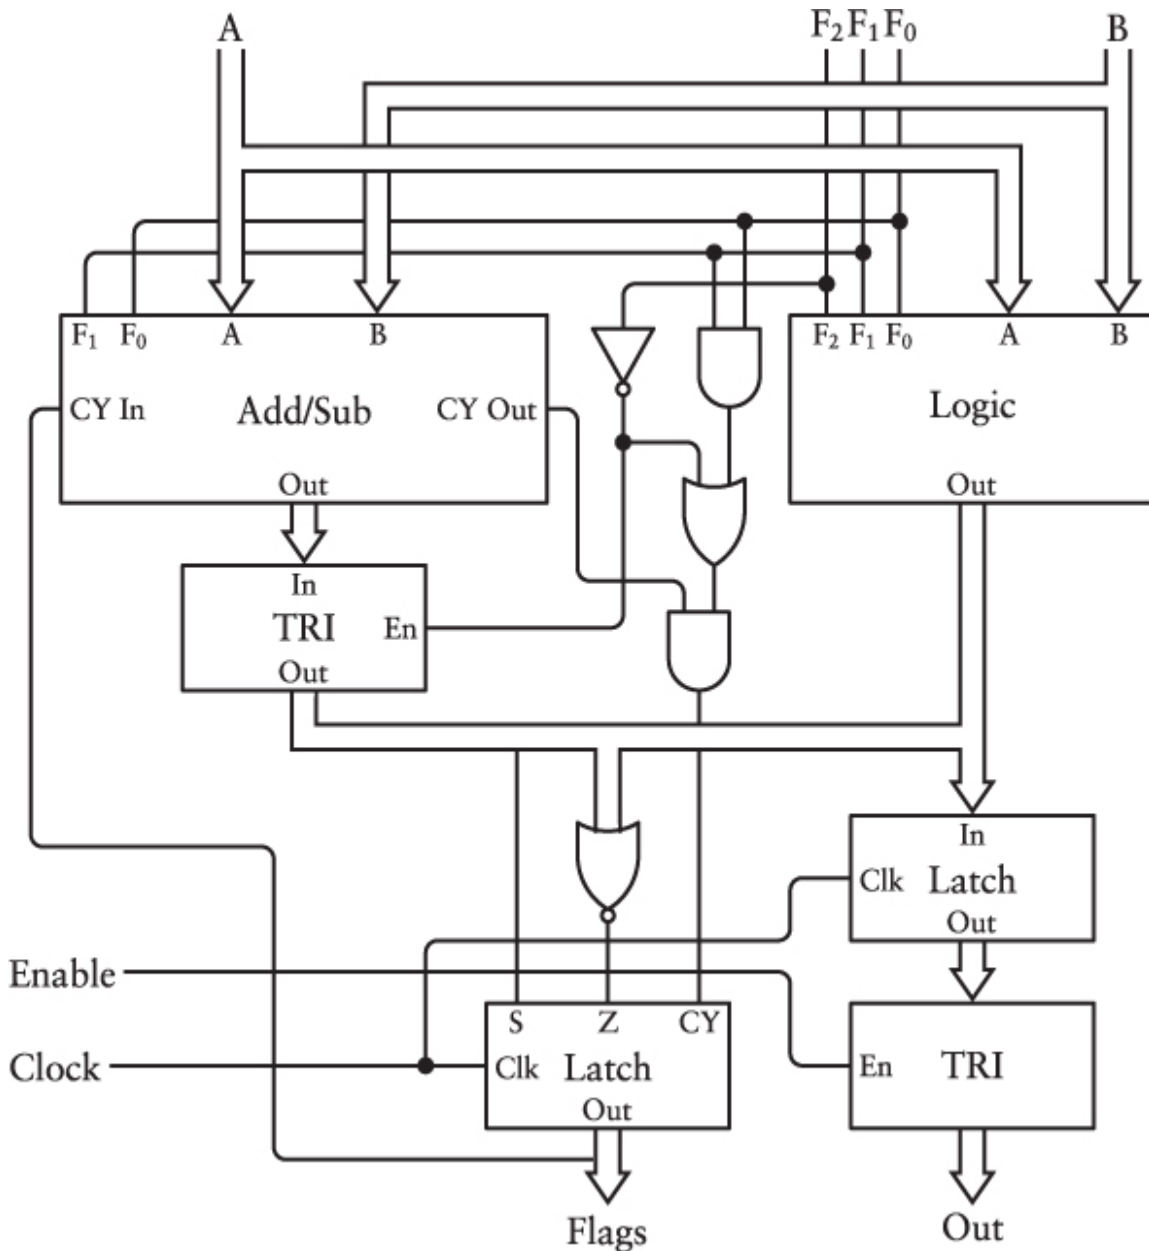 A F₂ F₁ F₀ B
F₁ F₀ A B F₂ F₁ F₀ A B
CY In Add/Sub CY Out Logic
Out Out
In
TRI En
Out
In
Clk Latch
Out
Enable
S Z CY
Clock Clk Latch En TRI
Out
Flags Out